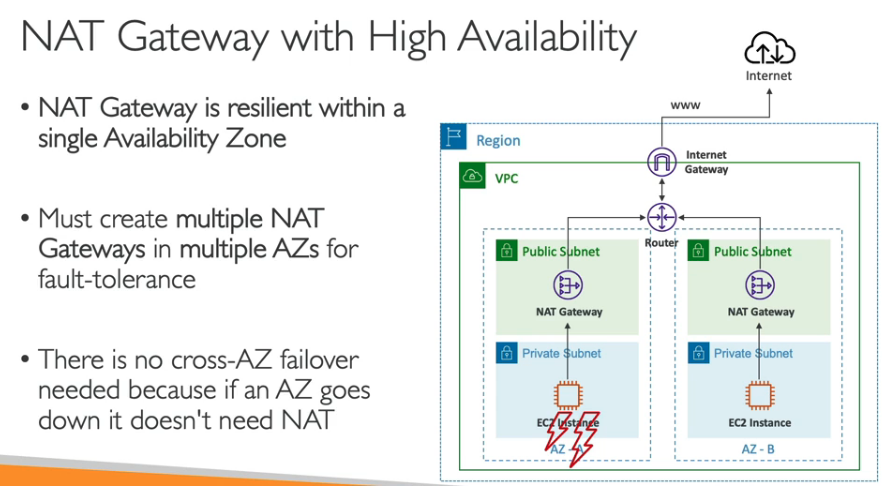 NAT Gateway with High Availability
• NAT Gateway is resilient within a
single Availability Zone
• Must create multiple NAT
Gateways in multiple AZs for
fault-tolerance
• There is no cross-AZ failover
needed because if an AZ goes
down it doesn't need NAT
Internet
www
Region
Internet
Gateway
VPC
Router
Public Subnet
NAT Gateway
Private Subnet
EC2 Instance
AZ - A
Public Subnet
NAT Gateway
Private Subnet
EC2 Instance
AZ - B